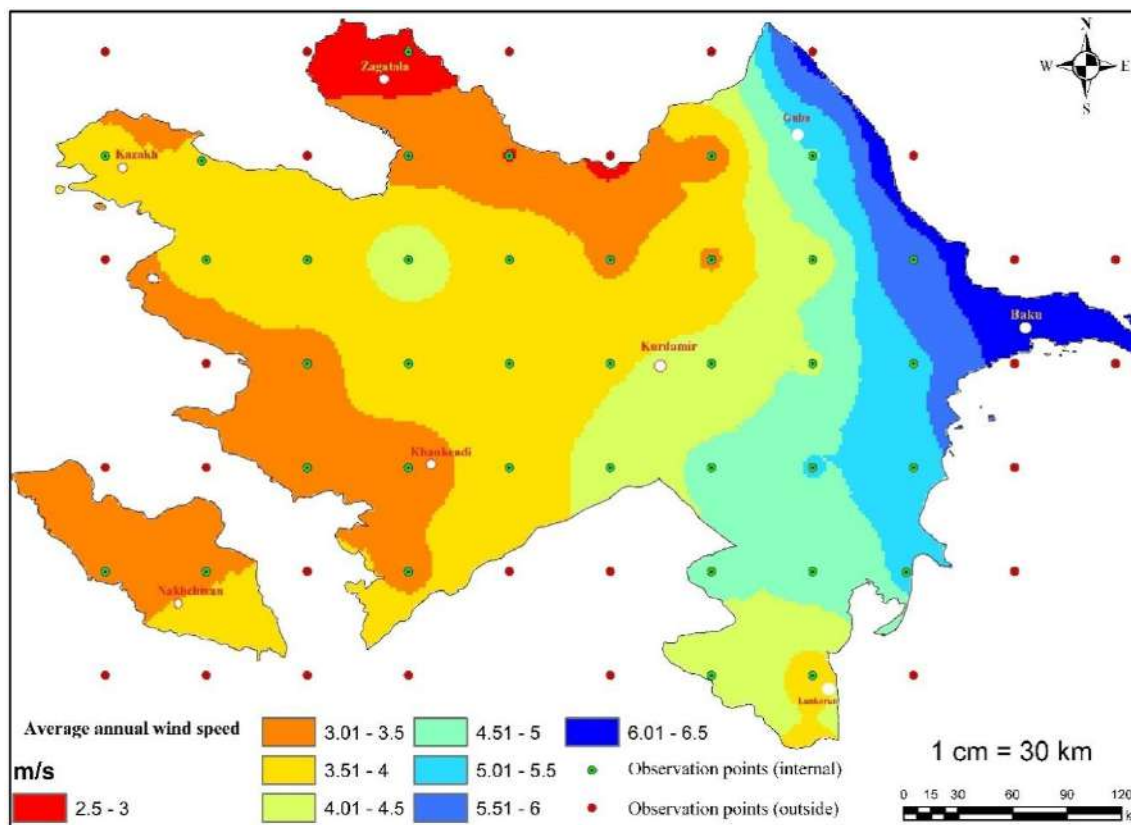 N
W E
S
Zagatala
Guba
Kazakh
Baku
Kurdamir
Khankendi
Nakhchivan
Lankaran
Average annual wind speed
m/s
2.5 - 3
3.01 - 3.5
3.51 - 4
4.01 - 4.5
4.51 - 5
5.01 - 5.5
5.51 - 6
6.01 - 6.5
Observation points (internal)
Observation points (outside)
1 cm = 30 km
0 15 30 60 90 120